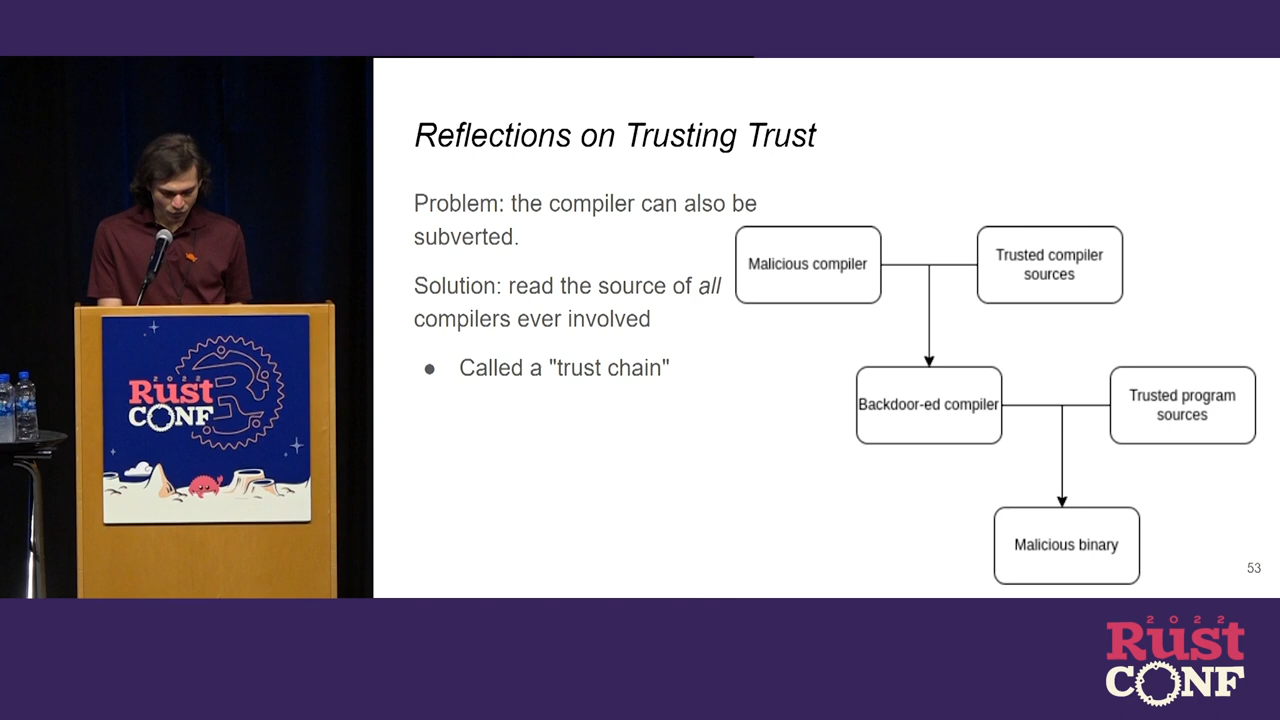 Reflections on Trusting Trust
Problem: the compiler can also be
subverted.
Solution: read the source of all
compilers ever involved
● Called a "trust chain"
Malicious compiler
Trusted compiler
sources
Backdoor-ed compiler
Trusted program
sources
Malicious binary
53
2022
Rust
CONF
2022
Rust
CONF